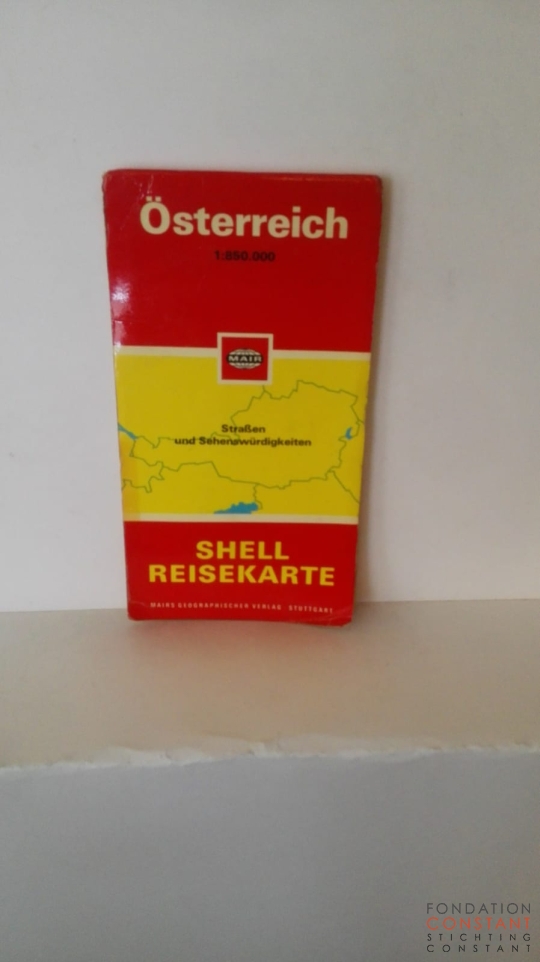 Österreich
1:850.000
MAIR
Straßen
und Sehenswürdigkeiten
SHELL
REISEKARTE
MAIRS GEOGRAPHISCHER VERLAG STUTTGART
FONDATION
CONSTANT
STICHTING
CONSTANT